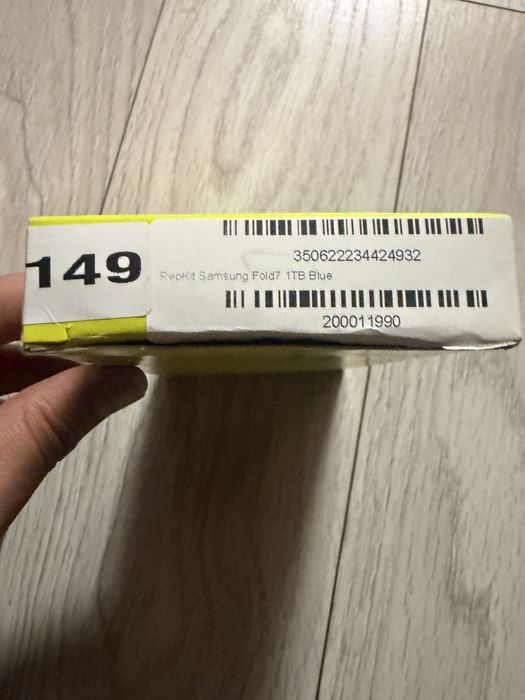 149
350622234424932
RepKit Samsung Fold7 1TB Blue
200011990